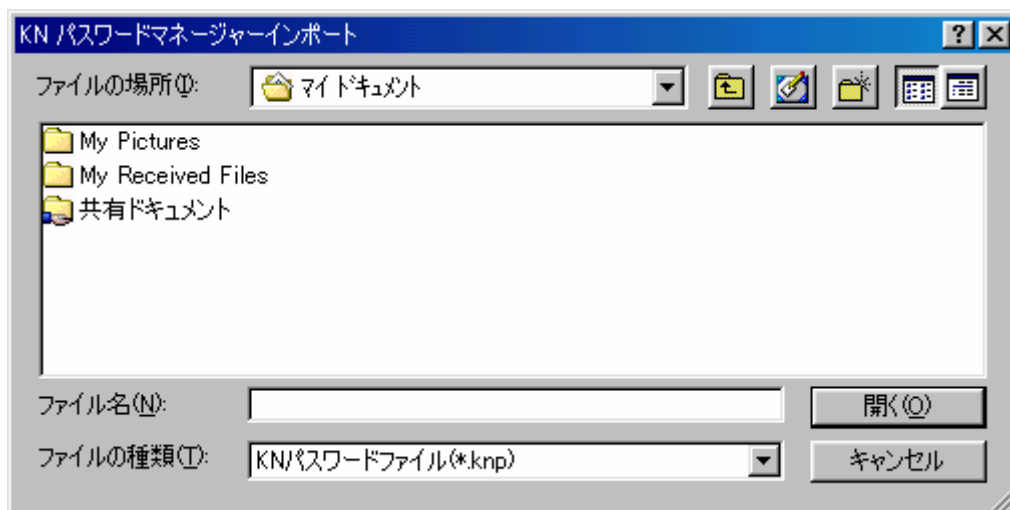 KN パスワードマネージャーインポート
ファイルの場所(I): マイ ドキュメント
My Pictures
My Received Files
共有ドキュメント
ファイル名(N): 開く(O)
ファイルの種類(T): KNパスワードファイル(*.knp) キャンセル